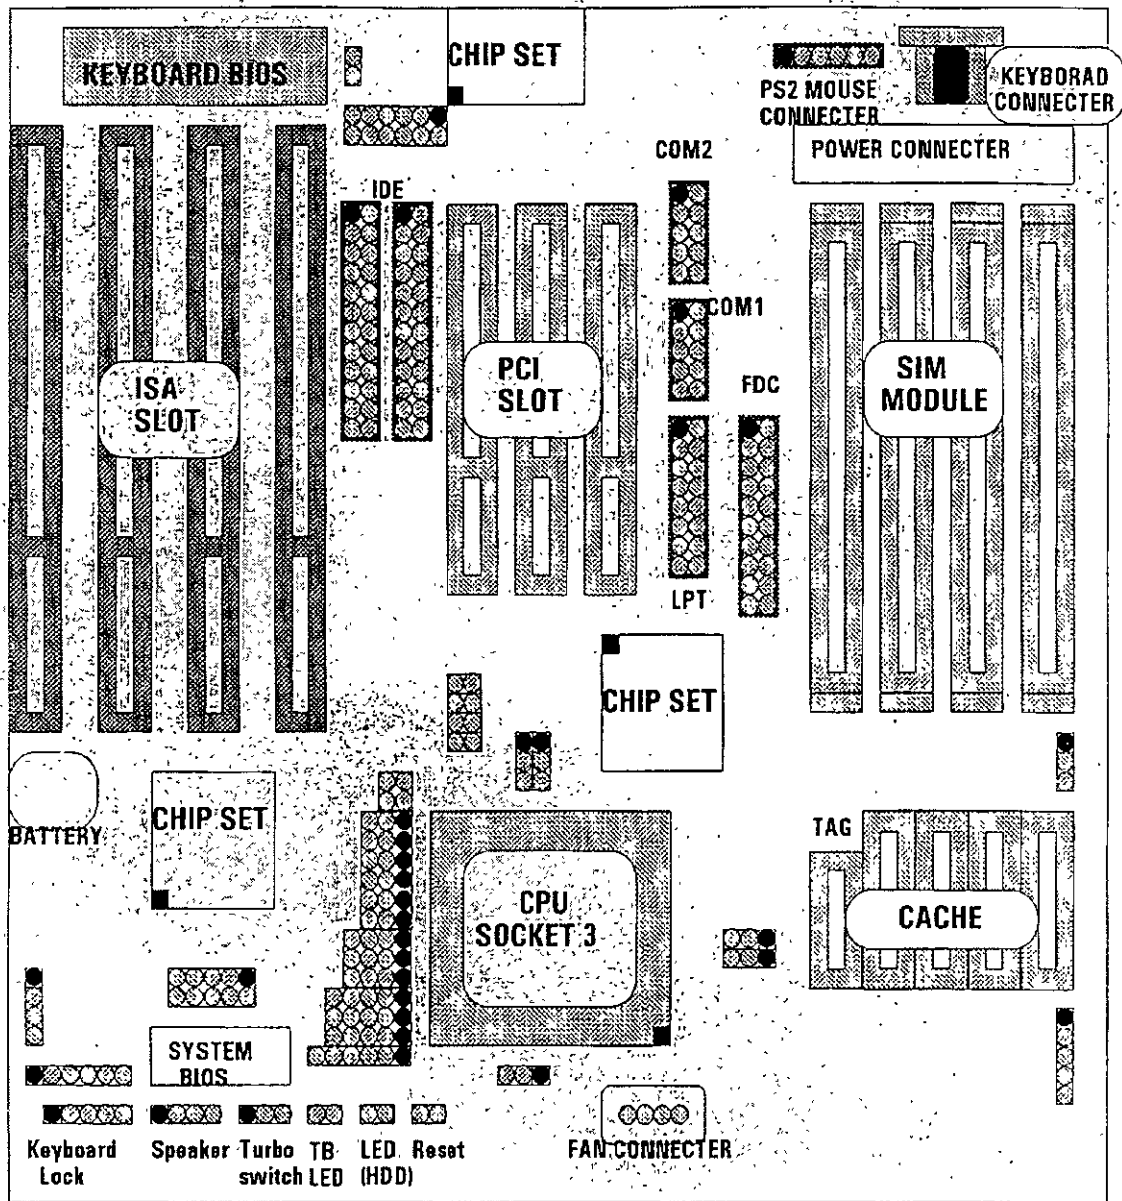 KEYBOARD BIOS
CHIP SET
PS2 MOUSE
CONNECTER
KEYBORAD
CONNECTER
POWER CONNECTER
COM2
IDE
COM1
ISA
SLOT
PCI
SLOT
FDC
SIM
MODULE
LPT
CHIP SET
BATTERY
CHIP SET
CPU
SOCKET 3
TAG
CACHE
SYSTEM
BIOS
Keyboard
Lock
Speaker
Turbo
switch
TB
LED
LED
(HDD)
Reset
FAN CONNECTER